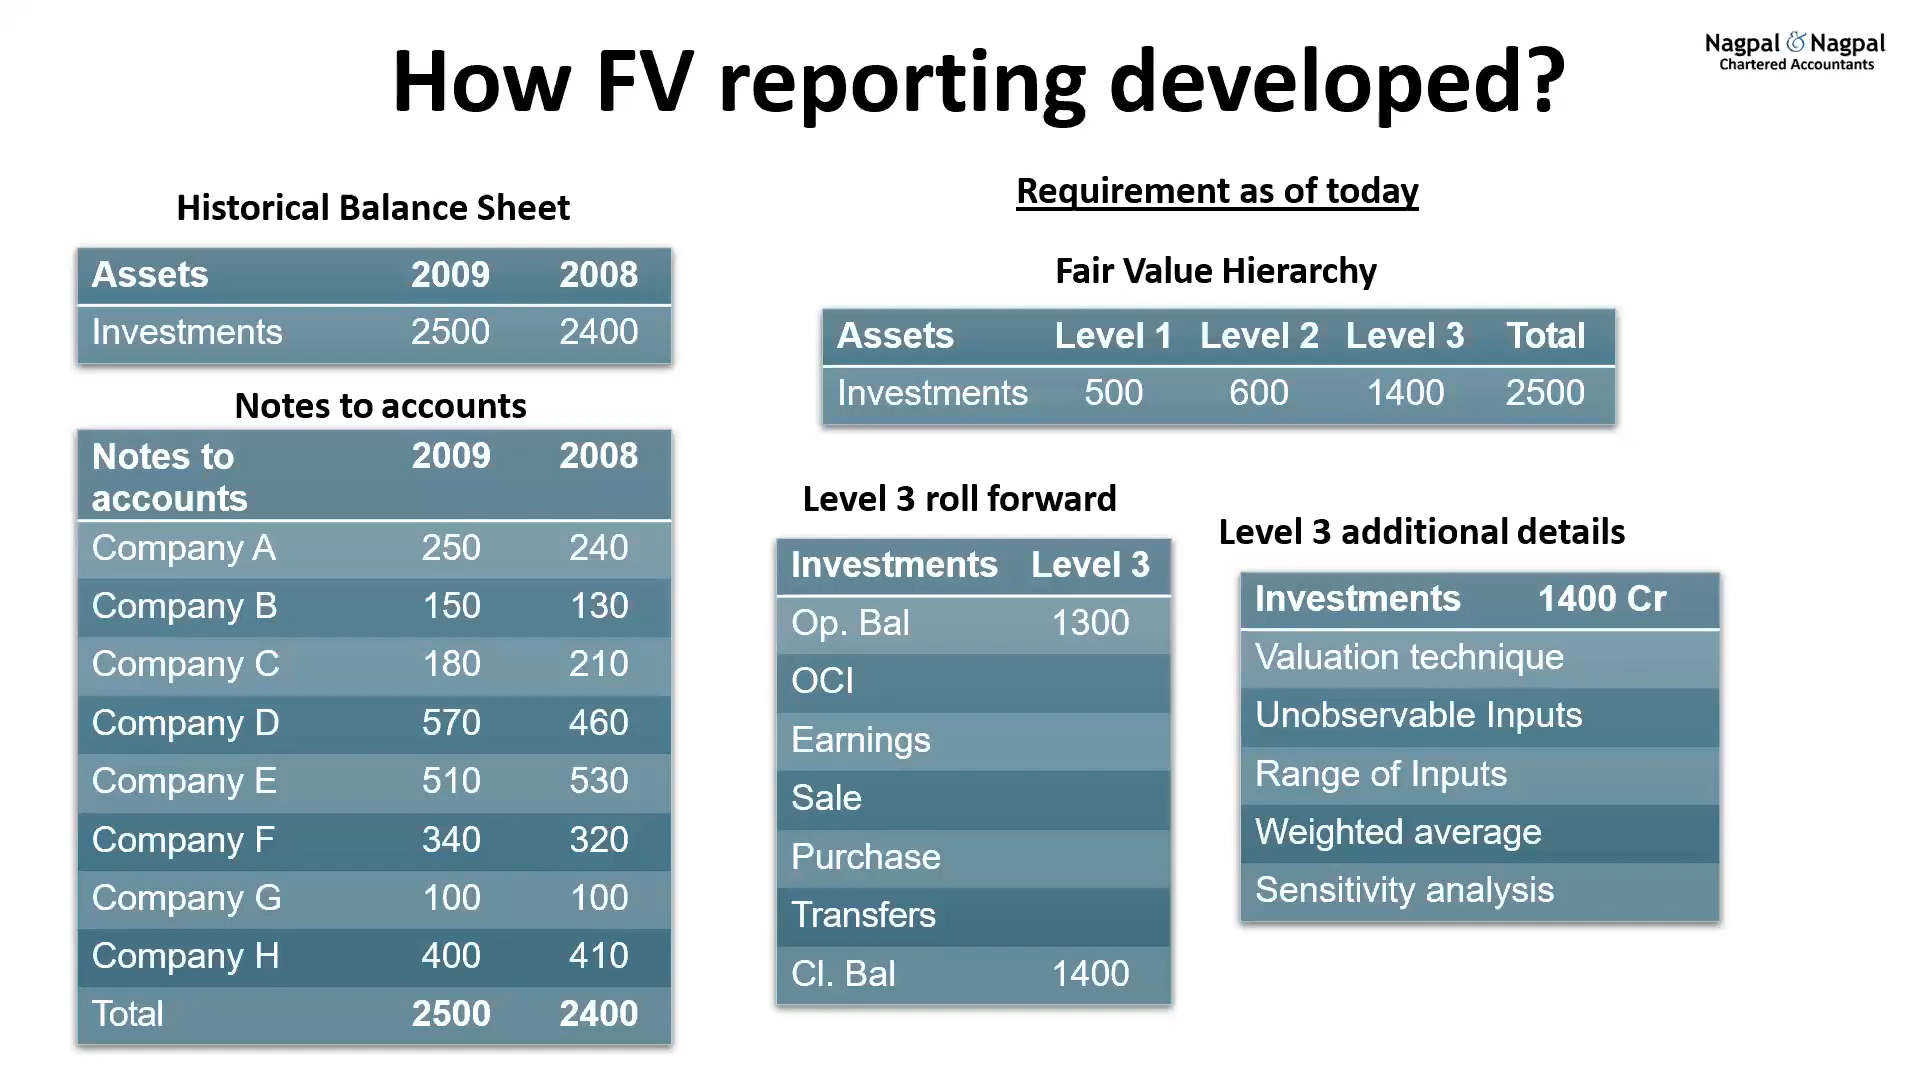 How FV reporting developed?
Nagpal & Nagpal
Chartered Accountants
Historical Balance Sheet
Assets 2009 2008
Investments 2500 2400
Notes to accounts
Notes to 2009 2008
accounts
Company A 250 240
Company B 150 130
Company C 180 210
Company D 570 460
Company E 510 530
Company F 340 320
Company G 100 100
Company H 400 410
Total 2500 2400
Requirement as of today
Fair Value Hierarchy
Assets Level 1 Level 2 Level 3 Total
Investments 500 600 1400 2500
Level 3 roll forward
Investments Level 3
Op. Bal 1300
OCI
Earnings
Sale
Purchase
Transfers
Cl. Bal 1400
Level 3 additional details
Investments 1400 Cr
Valuation technique
Unobservable Inputs
Range of Inputs
Weighted average
Sensitivity analysis